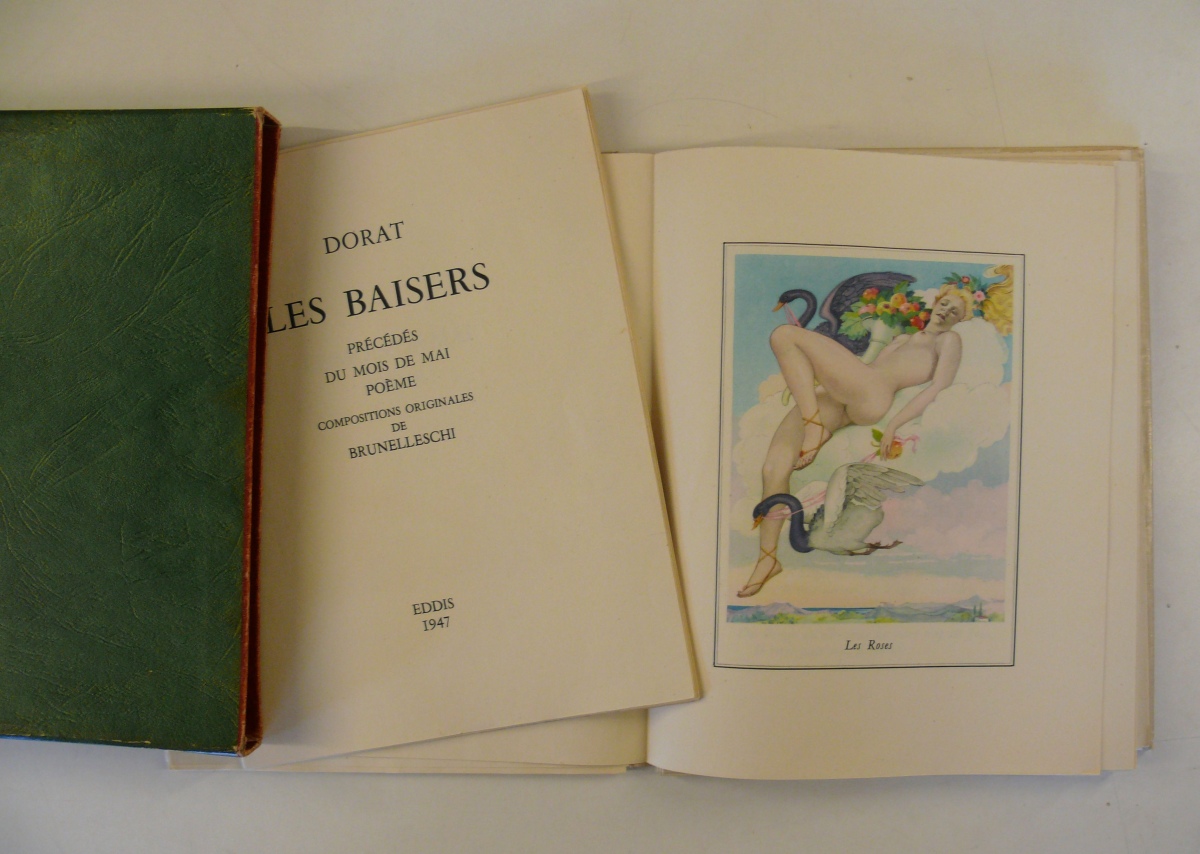 DORAT
LES BAISERS
PRÉCÉDÉS
DU MOIS DE MAI
POÈME
COMPOSITIONS ORIGINALES
DE
BRUNELLESCHI
EDDIS
1947
Les Roses